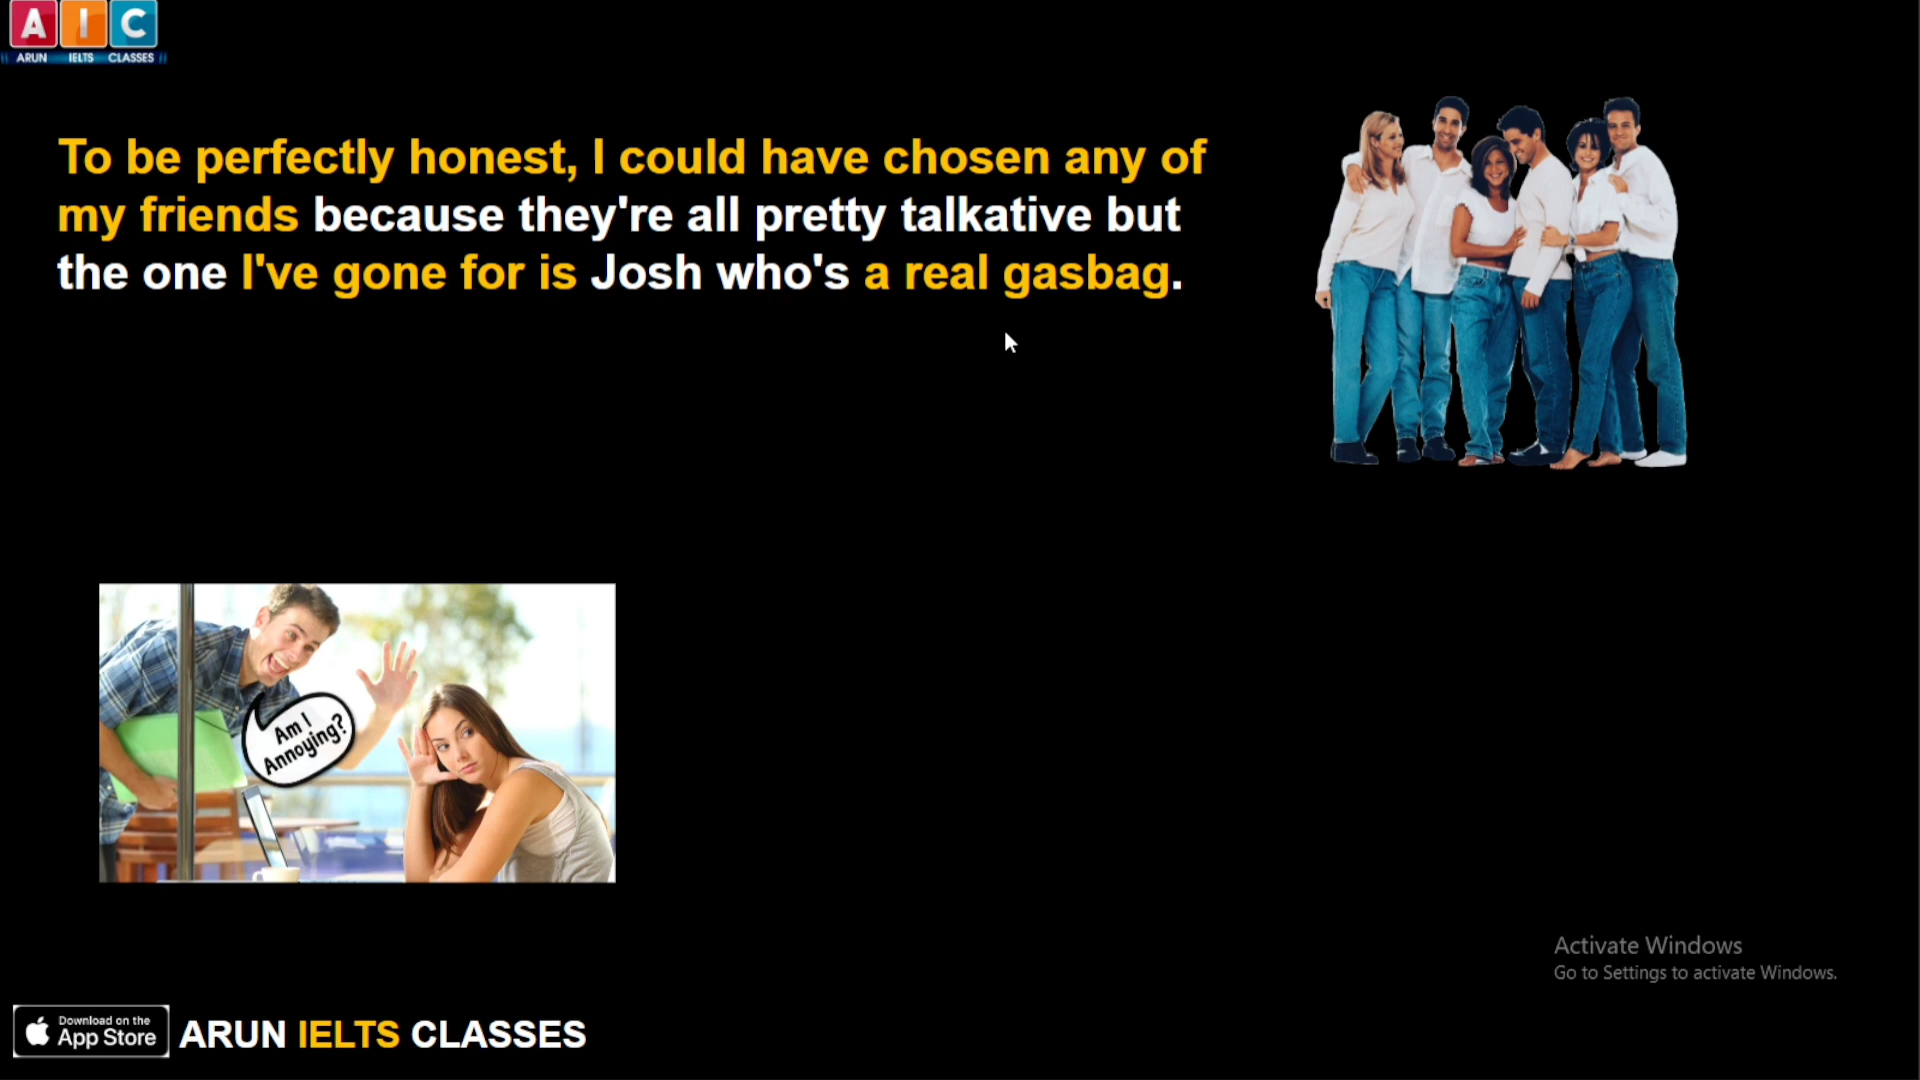 A I C
ARUN IELTS CLASSES
To be perfectly honest, I could have chosen any of
my friends because they're all pretty talkative but
the one I've gone for is Josh who's a real gasbag.
Am I
Annoying?
Activate Windows
Go to Settings to activate Windows.
Download on the
App Store
ARUN IELTS CLASSES